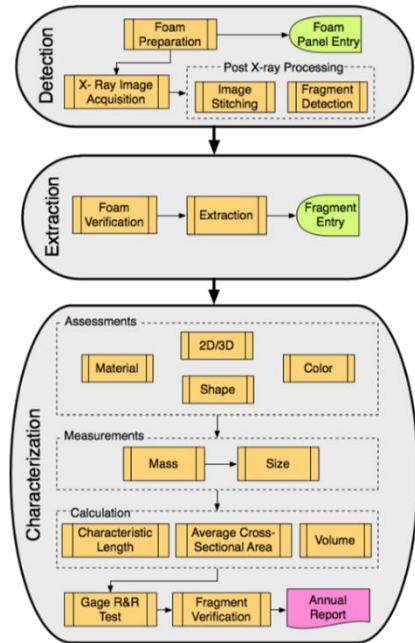 Detection
Foam
Preparation
Foam
Panel Entry
X- Ray Image
Acquisition
Post X-ray Processing
Image
Stitching
Fragment
Detection
Extraction
Foam
Verification
Extraction
Fragment
Entry
Characterization
Assessments
2D/3D
Material
Color
Shape
Measurements
Mass
Size
Calculation
Characteristic
Length
Average Cross-
Sectional Area
Volume
Gage R&R
Test
Fragment
Verification
Annual
Report